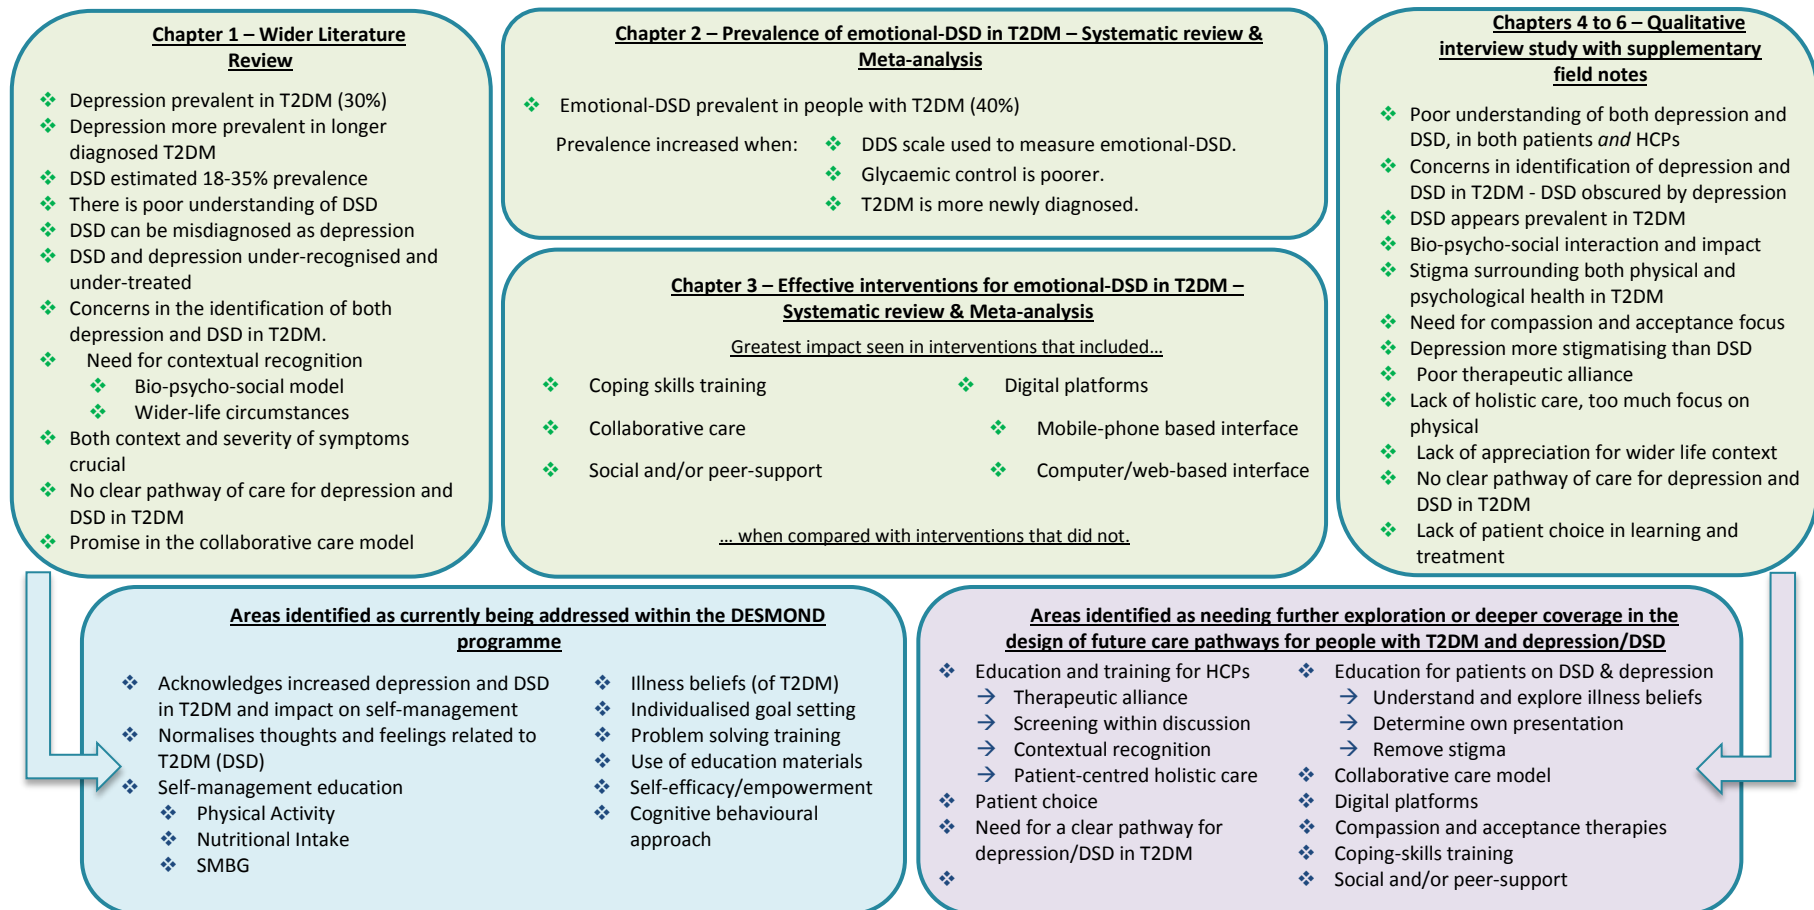 Chapter 1 – Wider Literature
Review
❖ Depression prevalent in T2DM (30%)
❖ Depression more prevalent in longer
diagnosed T2DM
❖ DSD estimated 18-35% prevalence
❖ There is poor understanding of DSD
❖ DSD can be misdiagnosed as depression
❖ DSD and depression under-recognised and
under-treated
❖ Concerns in the identification of both
depression and DSD in T2DM.
❖ Need for contextual recognition
❖ Bio-psycho-social model
❖ Wider-life circumstances
❖ Both context and severity of symptoms
crucial
❖ No clear pathway of care for depression and
DSD in T2DM
❖ Promise in the collaborative care model
Chapter 2 – Prevalence of emotional-DSD in T2DM – Systematic review &
Meta-analysis
❖ Emotional-DSD prevalent in people with T2DM (40%)
Prevalence increased when:
❖ DDS scale used to measure emotional-DSD.
❖ Glycaemic control is poorer.
❖ T2DM is more newly diagnosed.
Chapter 3 – Effective interventions for emotional-DSD in T2DM –
Systematic review & Meta-analysis
Greatest impact seen in interventions that included...
❖ Coping skills training
❖ Collaborative care
❖ Social and/or peer-support
❖ Digital platforms
❖ Mobile-phone based interface
❖ Computer/web-based interface
... when compared with interventions that did not.
Chapters 4 to 6 – Qualitative
interview study with supplementary
field notes
❖ Poor understanding of both depression and
DSD, in both patients and HCPs
❖ Concerns in identification of depression and
DSD in T2DM - DSD obscured by depression
❖ DSD appears prevalent in T2DM
❖ Bio-psycho-social interaction and impact
❖ Stigma surrounding both physical and
psychological health in T2DM
❖ Need for compassion and acceptance focus
❖ Depression more stigmatising than DSD
❖ Poor therapeutic alliance
❖ Lack of holistic care, too much focus on
physical
❖ Lack of appreciation for wider life context
❖ No clear pathway of care for depression and
DSD in T2DM
❖ Lack of patient choice in learning and
treatment
Areas identified as currently being addressed within the DESMOND
programme
❖ Acknowledges increased depression and DSD
in T2DM and impact on self-management
❖ Normalises thoughts and feelings related to
T2DM (DSD)
❖ Self-management education
❖ Physical Activity
❖ Nutritional Intake
❖ SMBG
❖ Illness beliefs (of T2DM)
❖ Individualised goal setting
❖ Problem solving training
❖ Use of education materials
❖ Self-efficacy/empowerment
❖ Cognitive behavioural
approach
Areas identified as needing further exploration or deeper coverage in the
design of future care pathways for people with T2DM and depression/DSD
❖ Education and training for HCPs
→ Therapeutic alliance
→ Screening within discussion
→ Contextual recognition
→ Patient-centred holistic care
❖ Patient choice
❖ Need for a clear pathway for
depression/DSD in T2DM
❖
❖ Education for patients on DSD & depression
→ Understand and explore illness beliefs
→ Determine own presentation
→ Remove stigma
❖ Collaborative care model
❖ Digital platforms
❖ Compassion and acceptance therapies
❖ Coping-skills training
❖ Social and/or peer-support